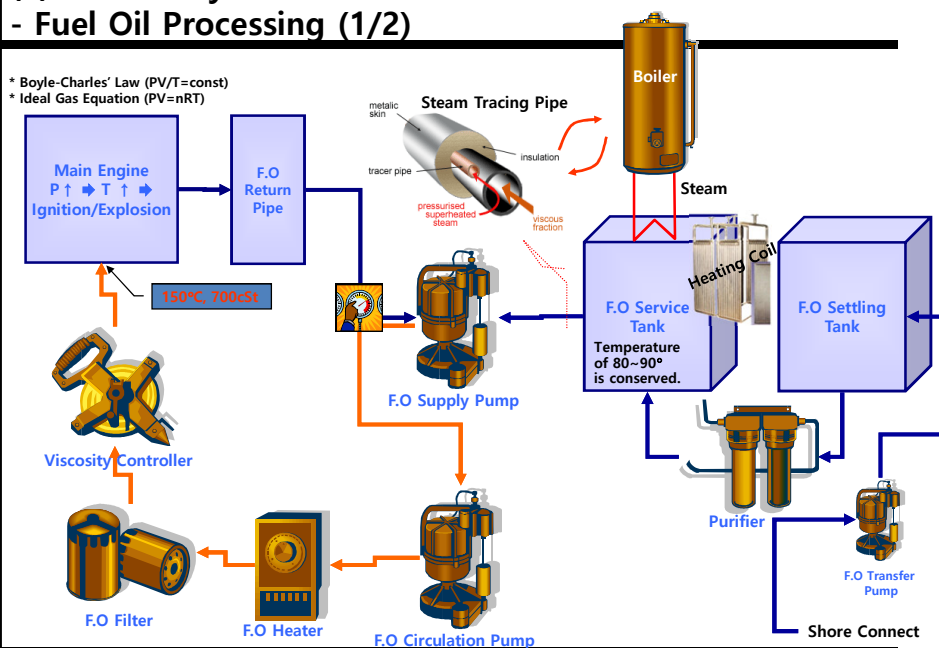 - Fuel Oil Processing (1/2)
* Boyle-Charles' Law (PV/T=const)
* Ideal Gas Equation (PV=nRT)
Steam Tracing Pipe
metalic
skin
insulation
tracer pipe
pressurised
superheated
steam
viscous
fraction
Boiler
Steam
Main Engine
P ↑ ➡ T ↑ ➡
Ignition/Explosion
F.O
Return
Pipe
150℃, 700cSt
Heating Coil
F.O Service
Tank
Temperature
of 80~90°
is conserved.
F.O Settling
Tank
F.O Supply Pump
Viscosity Controller
Purifier
F.O Transfer
Pump
F.O Filter
F.O Heater
F.O Circulation Pump
Shore Connect